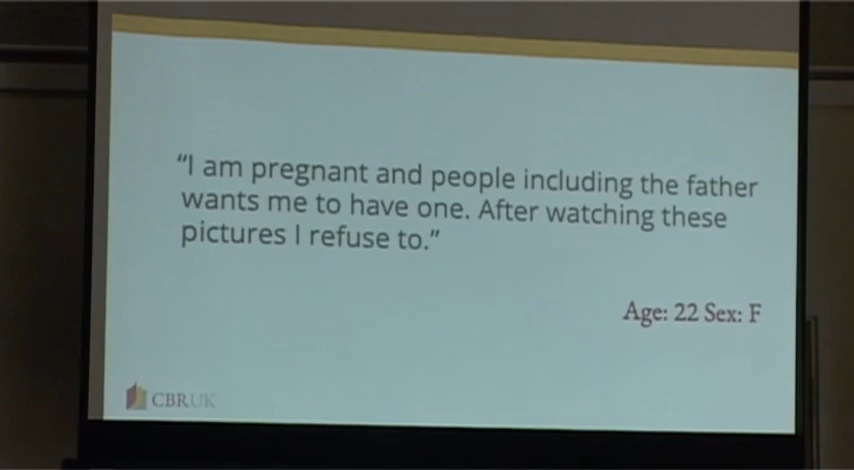 “I am pregnant and people including the father
wants me to have one. After watching these
pictures I refuse to.”
Age: 22 Sex: F
CBRUK